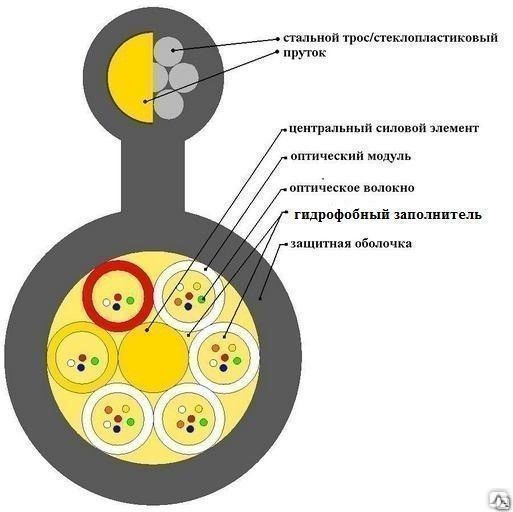 стальной трос/стеклопластиковый
пруток
центральный силовой элемент
оптический модуль
оптическое волокно
гидрофобный заполнитель
защитная оболочка